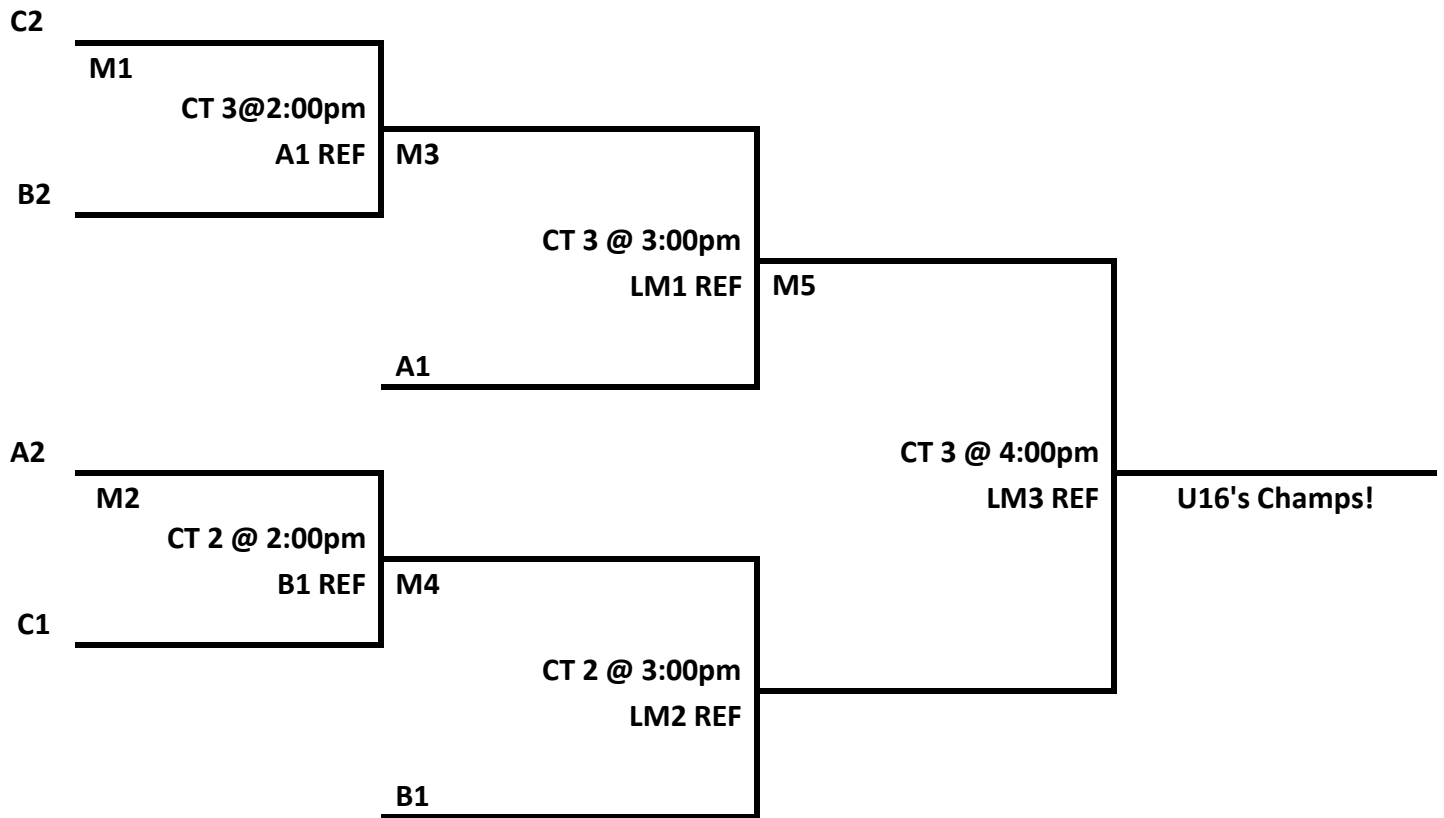 C2
M1
CT 3@2:00pm
A1 REF
M3
B2
CT 3 @ 3:00pm
LM1 REF
M5
A1
A2
CT 3 @ 4:00pm
M2
LM3 REF
U16's Champs!
CT 2 @ 2:00pm
B1 REF
M4
C1
CT 2 @ 3:00pm
LM2 REF
B1